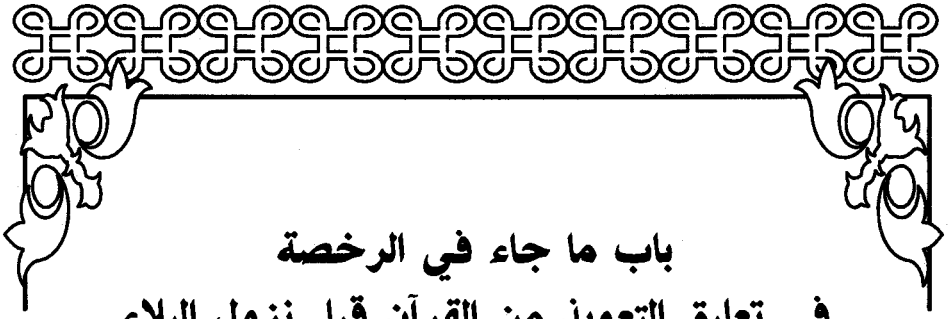 باب ما جاء في الرخصة
في تعليق التعويذ من القرآن قبل نزول البلاء